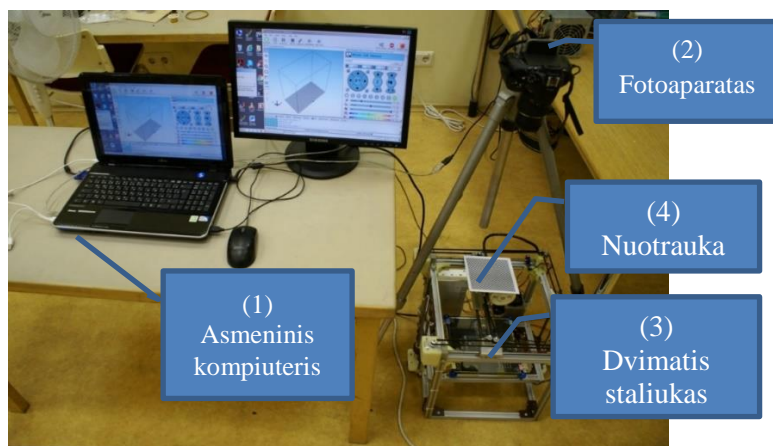 (2)
Fotoaparatas
(4)
Nuotrauka
(1)
Asmeninis
kompiuteris
(3)
Dvimatis
staliukas